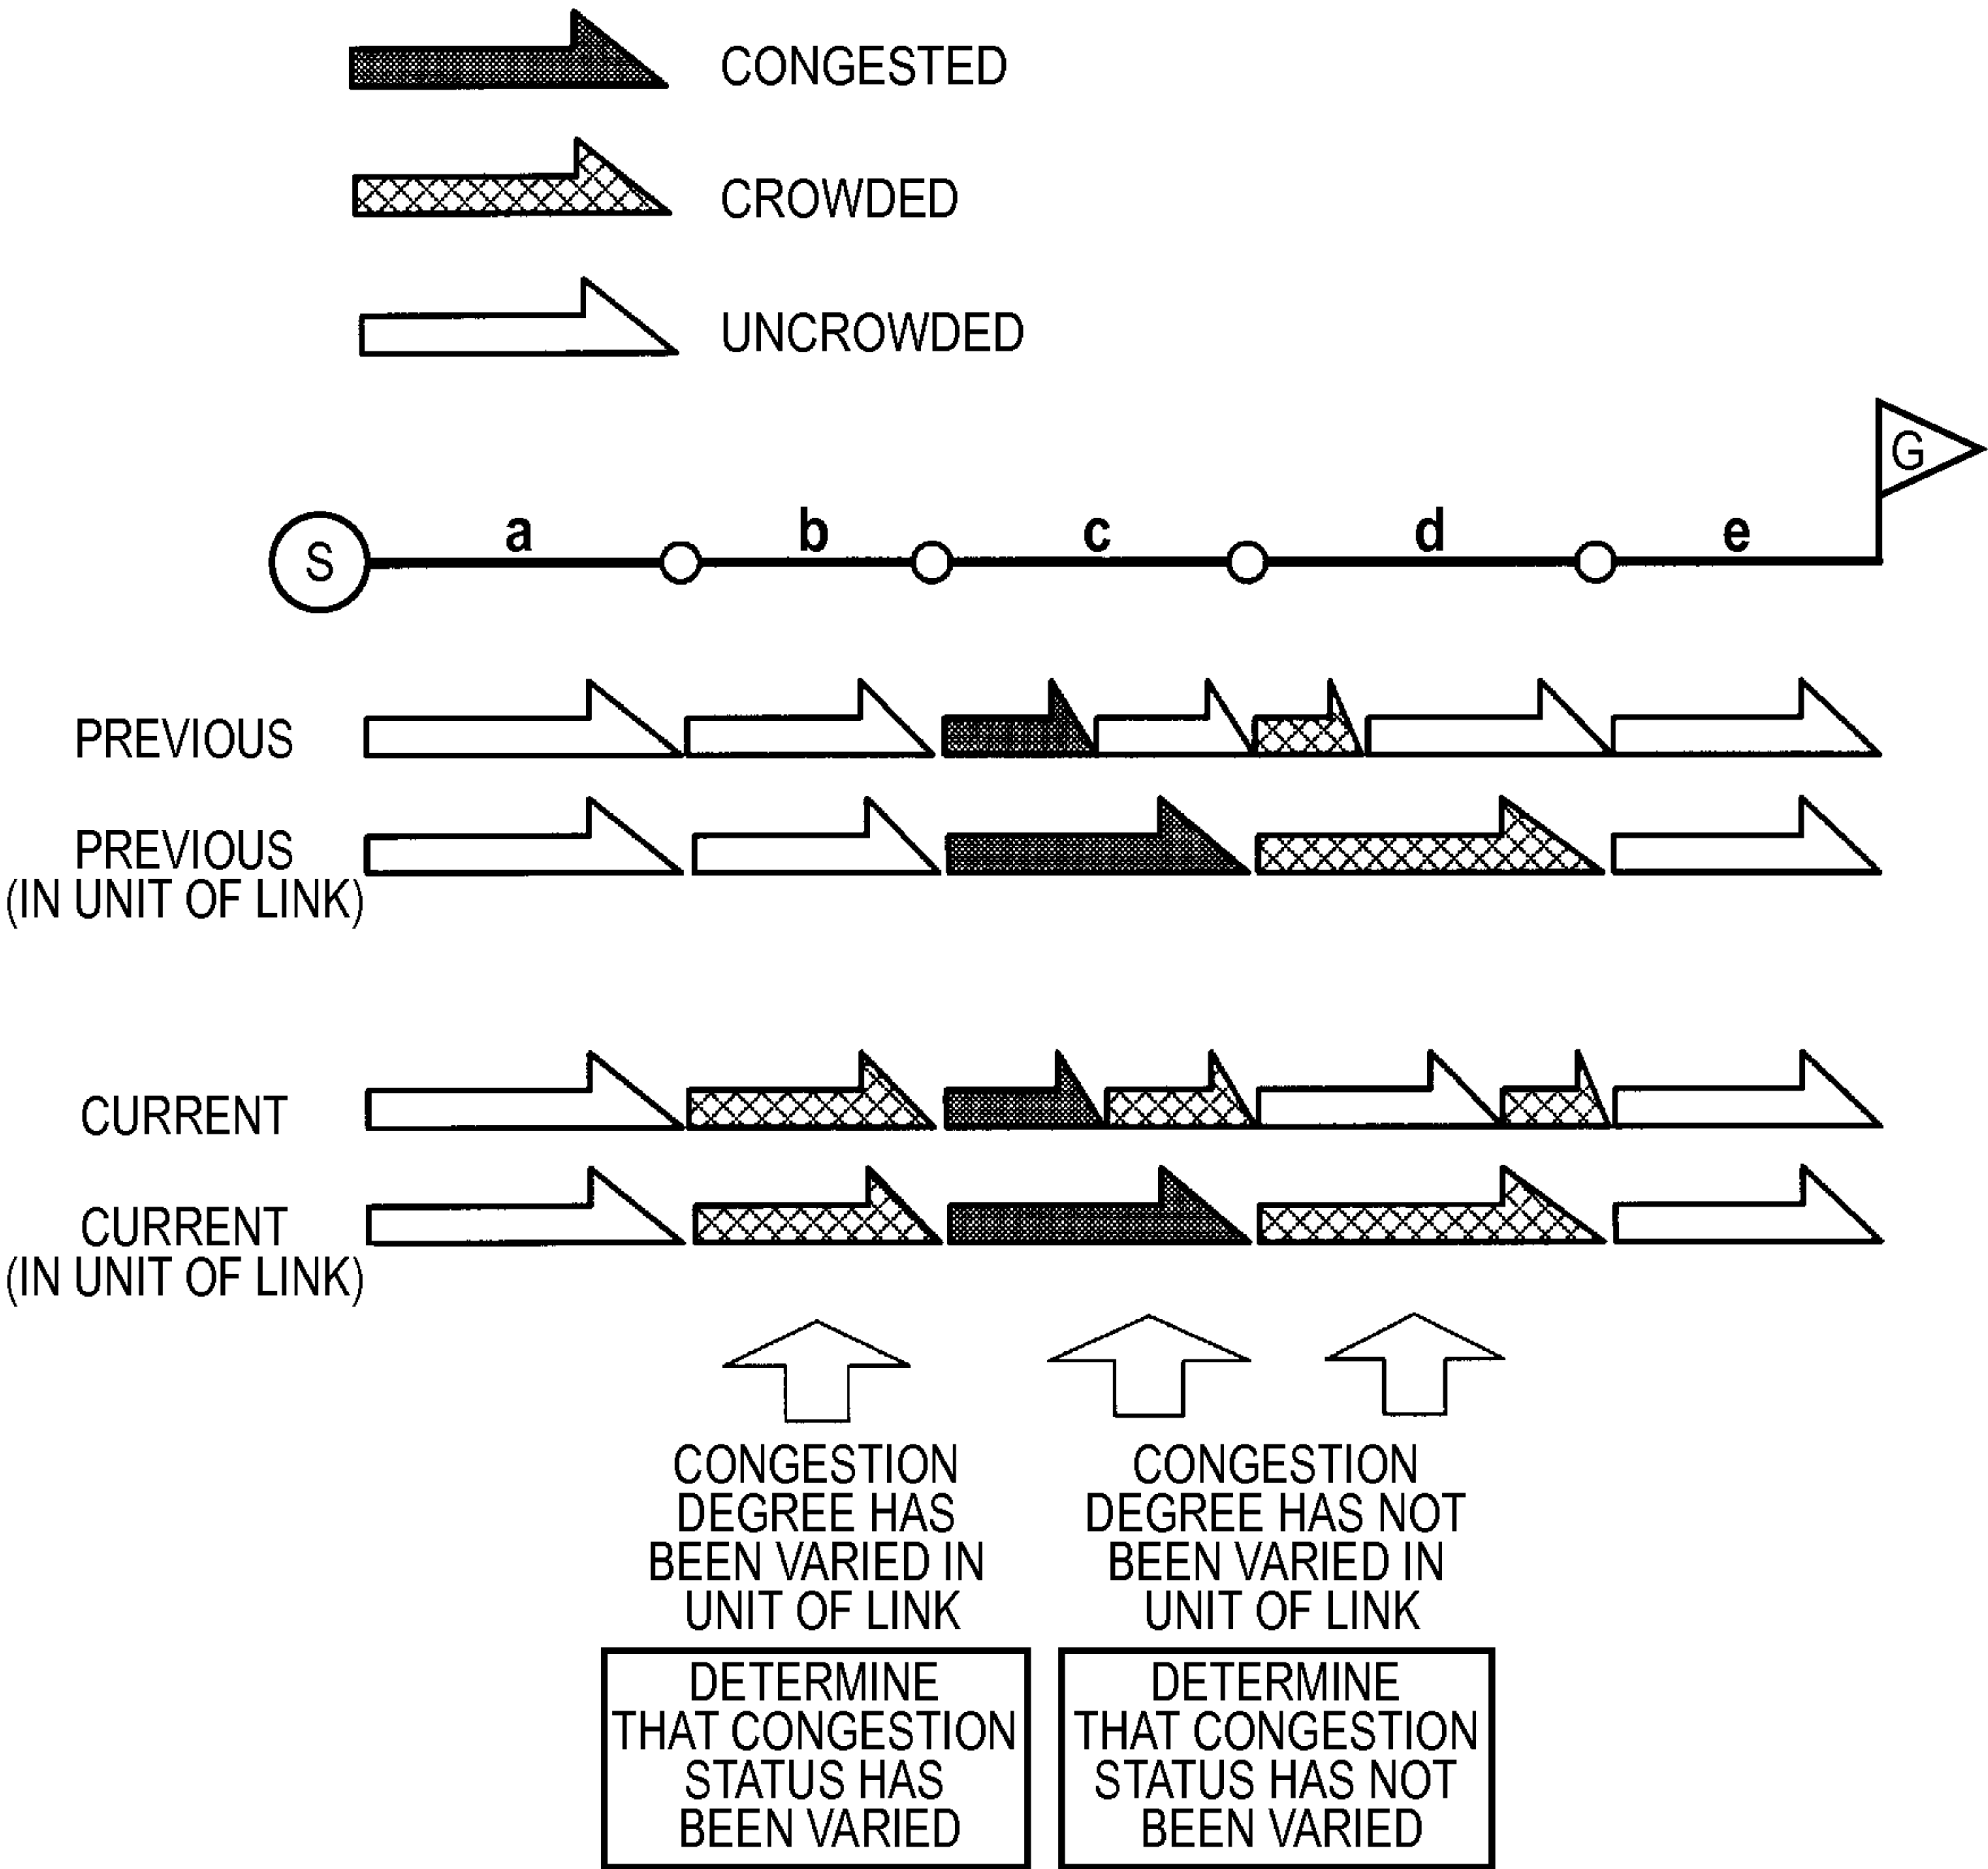 CONGESTED
CROWDED
UNCROWDED
G
S a b c d e
PREVIOUS
PREVIOUS
(IN UNIT OF LINK)
CURRENT
CURRENT
(IN UNIT OF LINK)
CONGESTION
DEGREE HAS
BEEN VARIED IN
UNIT OF LINK
DETERMINE
THAT CONGESTION
STATUS HAS
BEEN VARIED
CONGESTION
DEGREE HAS NOT
BEEN VARIED IN
UNIT OF LINK
DETERMINE
THAT CONGESTION
STATUS HAS NOT
BEEN VARIED